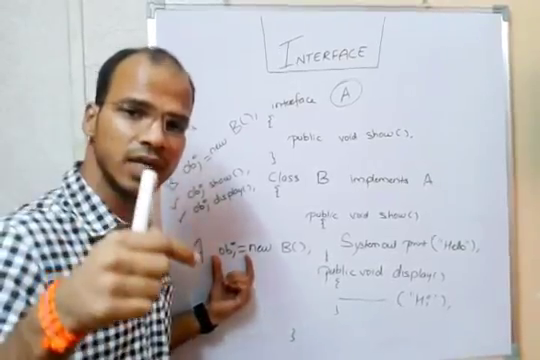 INTERFACE
interface A
{
public void show();
}
Class B implements A
{
public void show()
{
System.out.print("Hello");
}
public void display()
{
("Hi");
}
}
obj = new B();
obj. show();
obj. display();
A obj = new B();